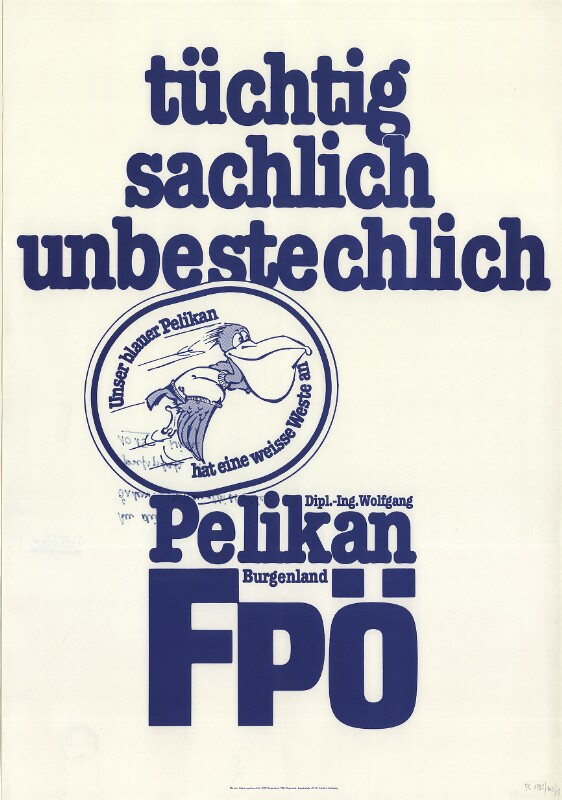 tüchtig
sachlich
unbestechlich
Unser blauer Pelikan
hat eine weisse Weste an
Dipl.-Ing. Wolfgang
Pelikan
Burgenland
FPÖ